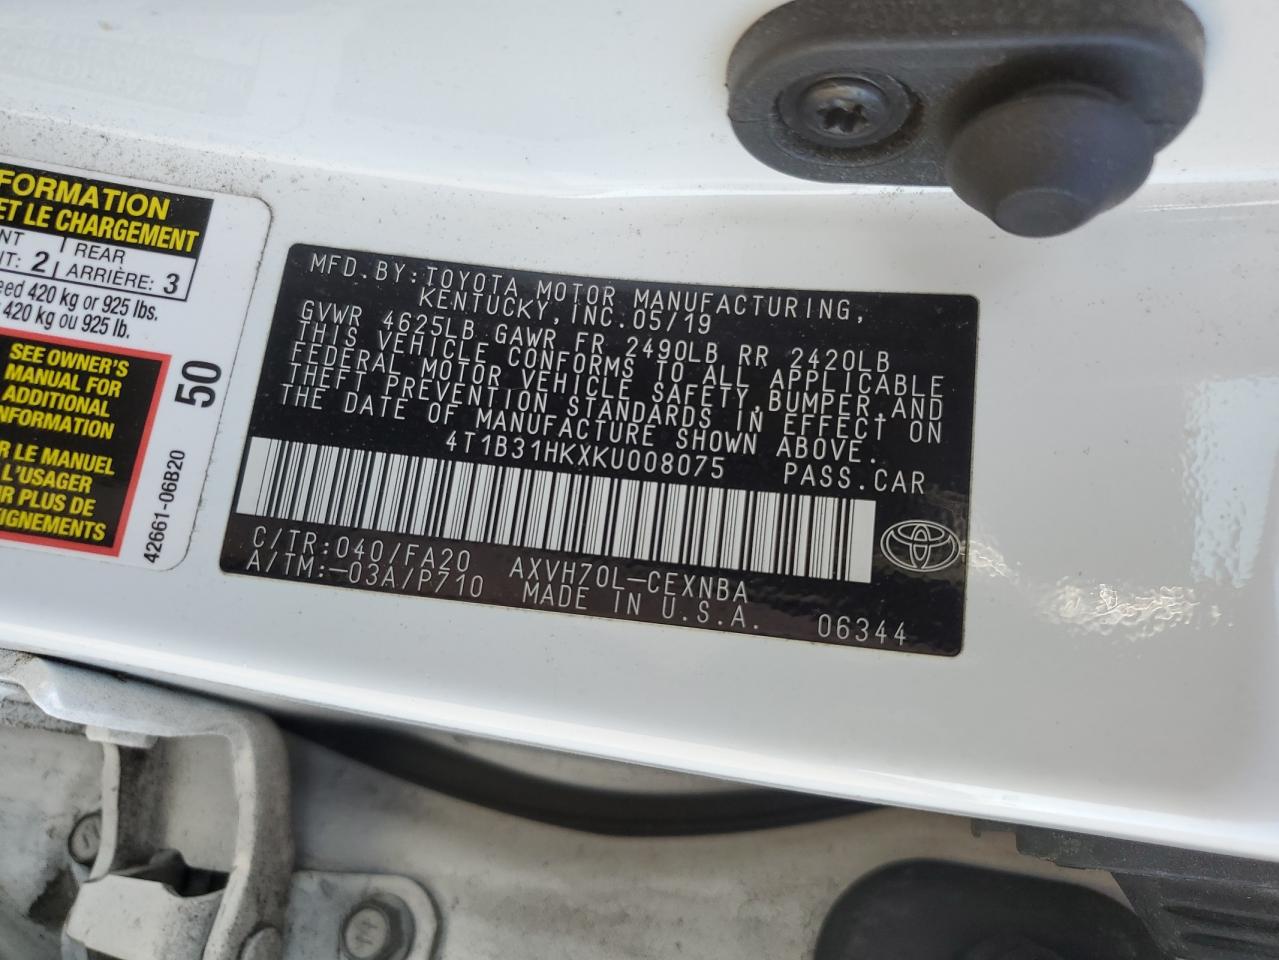 FORMATION
ET LE CHARGEMENT
NT
2
REAR
ARRIÈRE: 3
eed 420 kg or 925 lbs.
420 kg ou 925 lb.
SEE OWNER'S
MANUAL FOR
ADDITIONAL
NFORMATION
R LE MANUEL
L'USAGER
R PLUS DE
IGNEMENTS
50
42661-06B20
MFD.BY:TOYOTA MOTOR MANUFACTURING,
KENTUCKY,INC.05/19
GVWR 4625LB GAWR FR 2490LB RR 2420LB
THIS VEHICLE CONFORMS TO ALL APPLICABLE
FEDERAL MOTOR VEHICLE SAFETY,BUMPER,AND
THEFT PREVENTION STANDARDS IN EFFECT ON
THE DATE OF MANUFACTURE SHOWN ABOVE.
4T1B31HKXKU008075 PASS.CAR
C/TR:040/FA20 AXVH70L-CEXNBA
A/TM:-03A/P710 MADE IN U.S.A. 06344